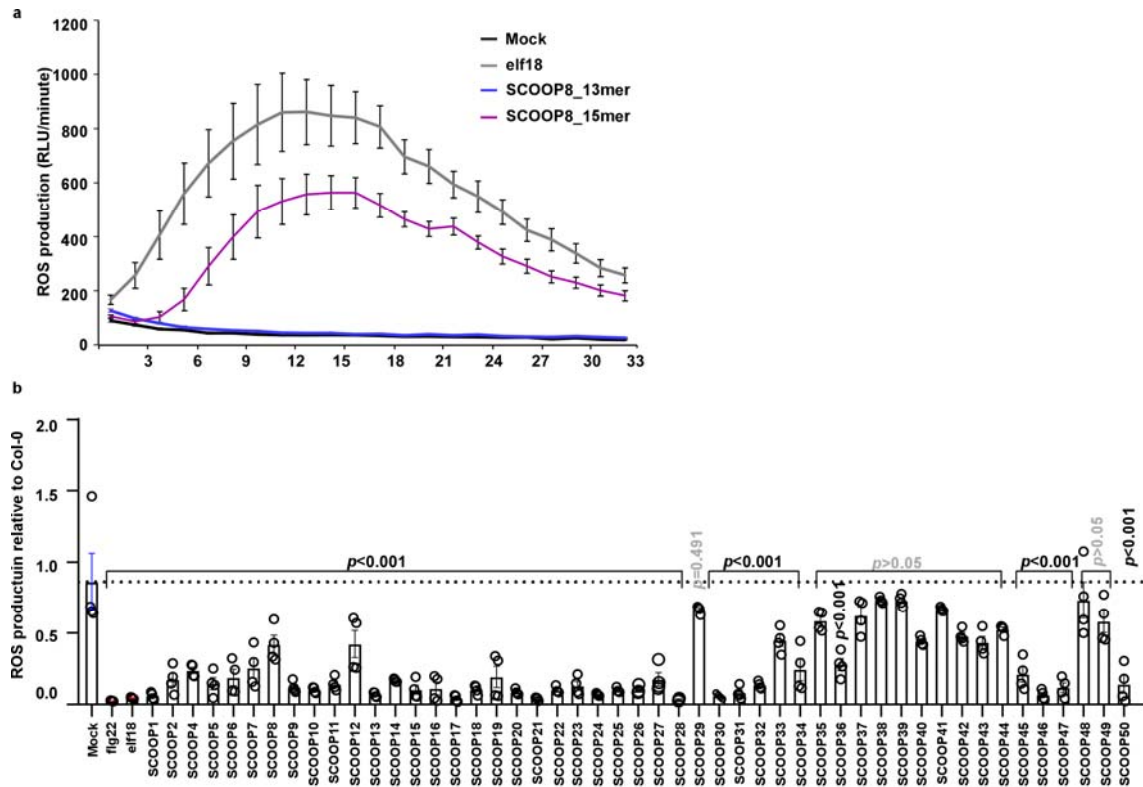 a
1200
1000
800
600
400
200
0
ROS production (RLU/minute)
Mock
elf18
SCOOP8_13mer
SCOOP8_15mer
3 6 9 12 15 18 21 24 27 30 33
b
2.0
1.5
1.0
0.5
0.0
ROS productuin relative to Col-0
p<0.001
p=0.491
p<0.001
p>0.05
p<0.001
p<0.001
p>0.05
p<0.001
Mock
flg22
elf18
SCOOP1
SCOOP2
SCOOP4
SCOOP5
SCOOP6
SCOOP7
SCOOP8
SCOOP9
SCOOP10
SCOOP11
SCOOP12
SCOOP13
SCOOP14
SCOOP15
SCOOP16
SCOOP17
SCOOP18
SCOOP19
SCOOP20
SCOOP21
SCOOP22
SCOOP23
SCOOP24
SCOOP25
SCOOP26
SCOOP27
SCOOP28
SCOOP29
SCOOP30
SCOOP31
SCOOP32
SCOOP33
SCOOP34
SCOOP35
SCOOP36
SCOOP37
SCOOP38
SCOOP39
SCOOP40
SCOOP41
SCOOP42
SCOOP43
SCOOP44
SCOOP45
SCOOP46
SCOOP47
SCOOP48
SCOOP49
SCOOP50